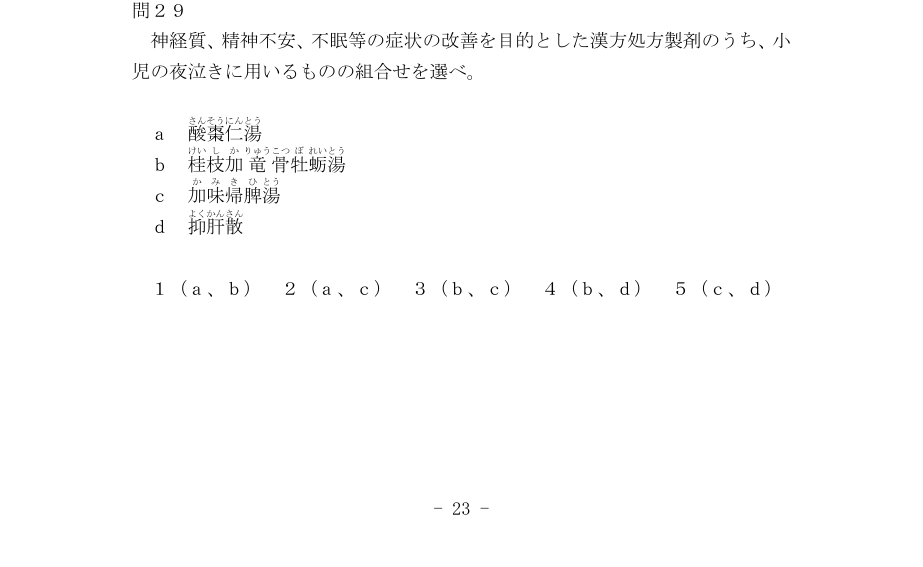 問２９
神経質、精神不安、不眠等の症状の改善を目的とした漢方処方製剤のうち、小
児の夜泣きに用いるものの組合せを選べ。
さんそうにんとう
a 酸棗仁湯
けいしかりゅうこつぼれいとう
b 桂枝加竜骨牡蛎湯
かみきひとう
c 加味帰脾湯
よくかんさん
d 抑肝散
１（a、b） ２（a、c） ３（b、c） ４（b、d） ５（c、d）
- 23 -